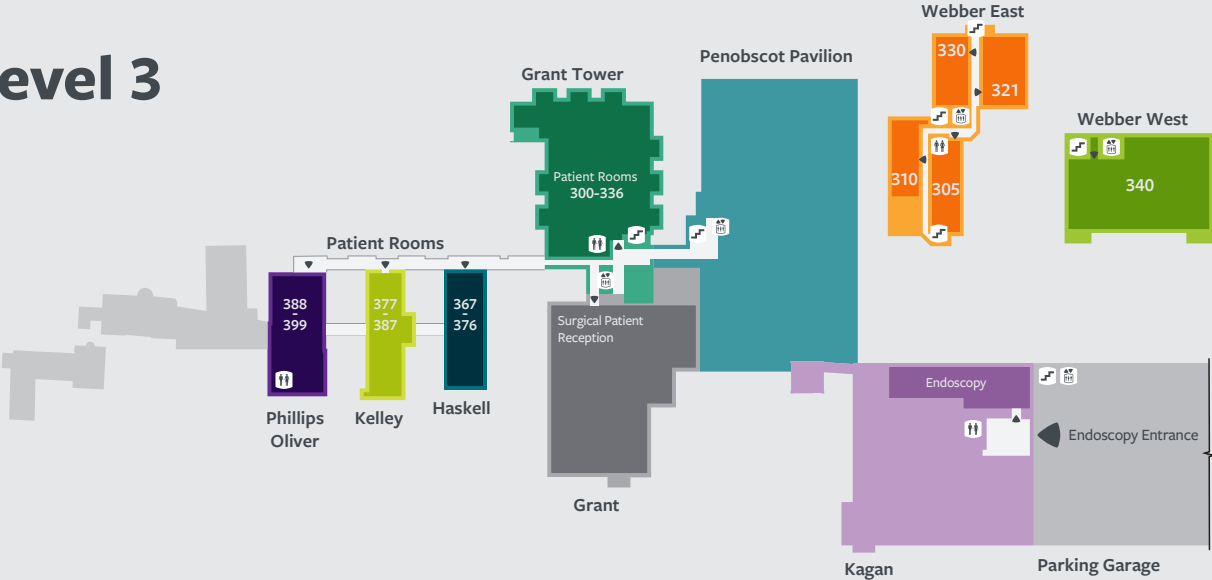 evel 3
Webber East
330
321
310
305
Penobscot Pavilion
Grant Tower
Patient Rooms
300-336
Webber West
340
Patient Rooms
388
-
399
377
-
387
367
-
376
Phillips
Oliver
Kelley
Haskell
Surgical Patient
Reception
Grant
Endoscopy
Endoscopy Entrance
Kagan
Parking Garage